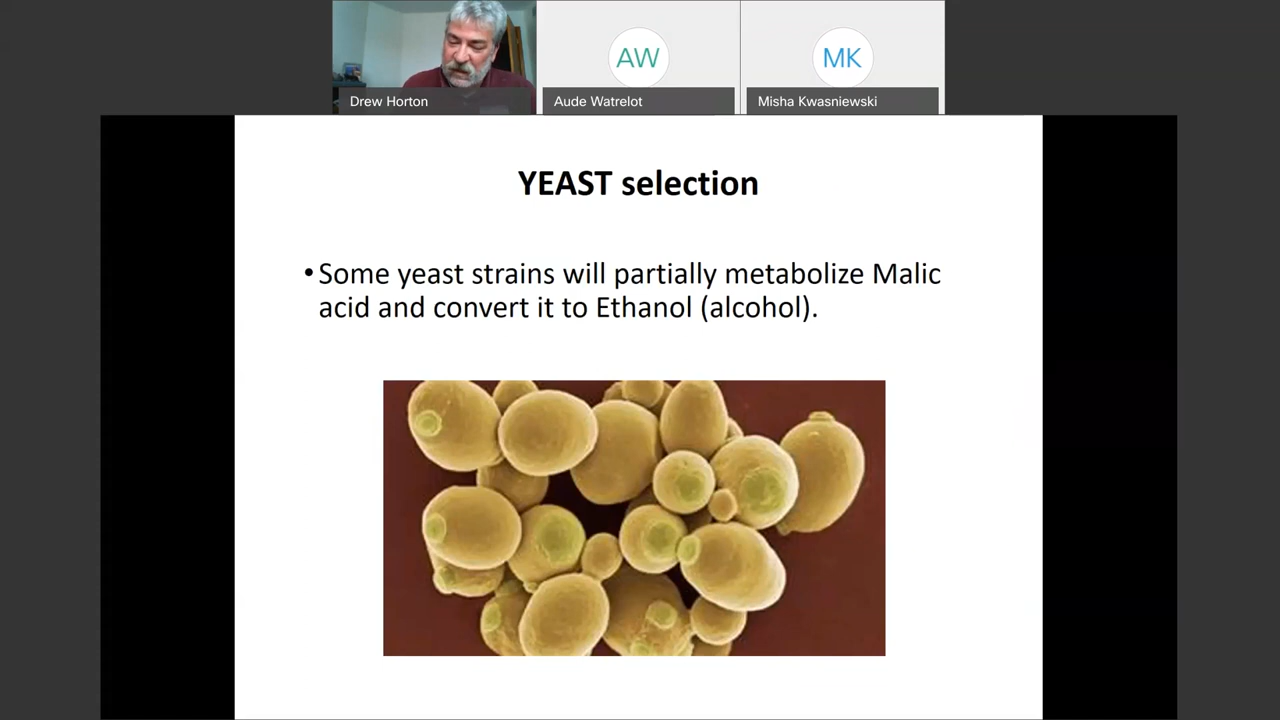 AW
MK
Drew Horton
Aude Watrelot
Misha Kwasniewski
YEAST selection
•Some yeast strains will partially metabolize Malic
acid and convert it to Ethanol (alcohol).